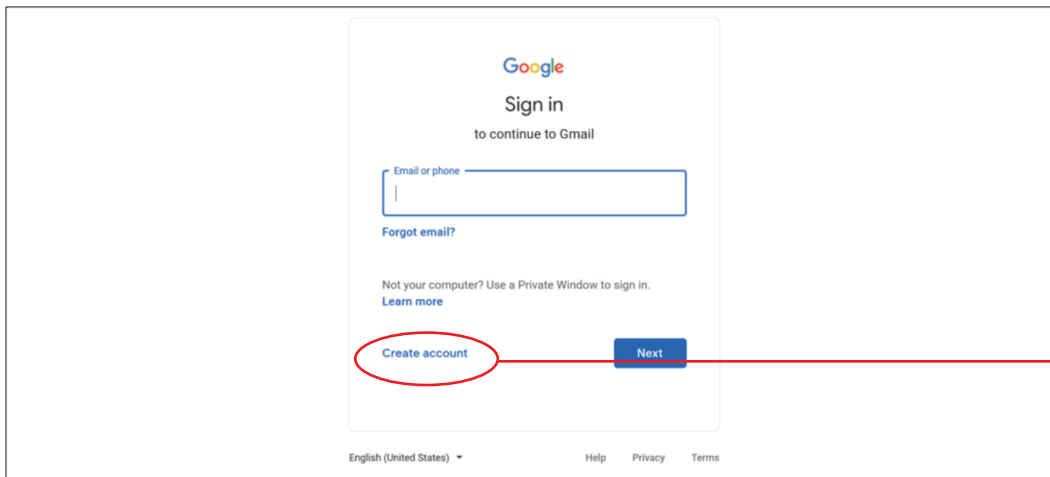 Google
Sign in
to continue to Gmail
Email or phone
Forgot email?
Not your computer? Use a Private Window to sign in.
Learn more
Create account
Next
English (United States)
Help Privacy Terms